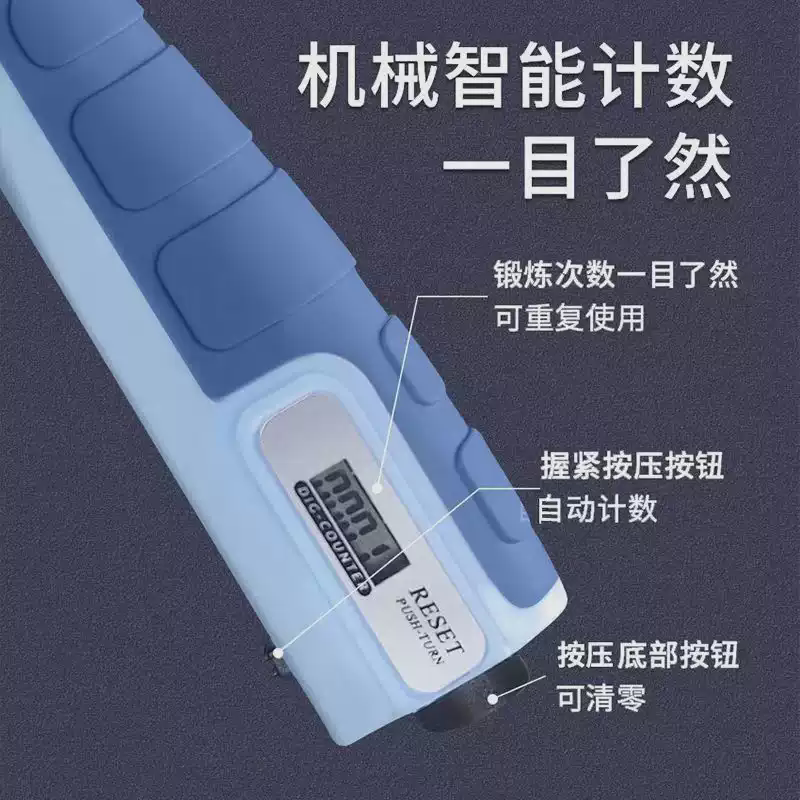 机械智能计数
一目了然
锻炼次数一目了然
可重复使用
握紧按压按钮
自动计数
按压底部按钮
可清零
DIG-COUNTER
RESET
PUSH-TURN